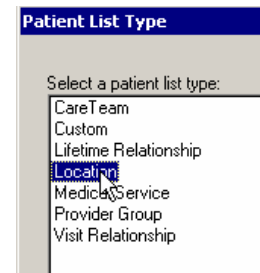 Patient List Type
Select a patient list type:
CareTeam
Custom
Lifetime Relationship
Location
Medical Service
Provider Group
Visit Relationship